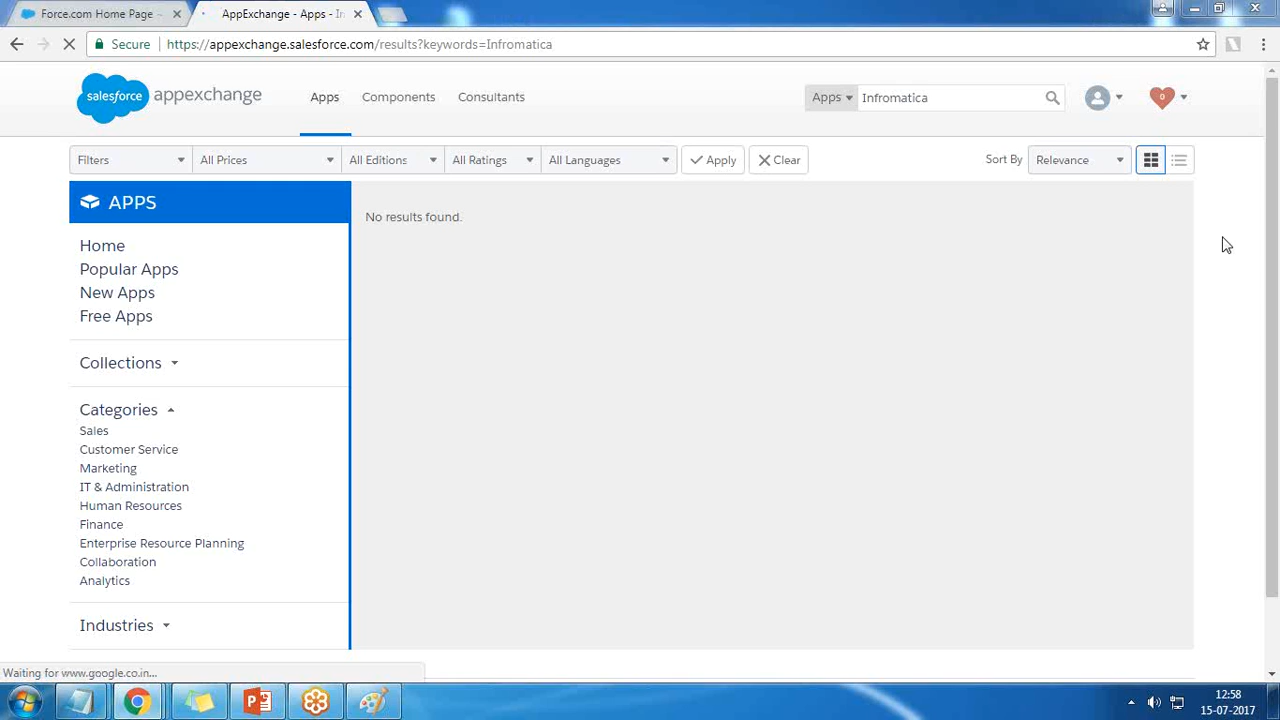 Force.com Home Page -
AppExchange - Apps - In
Secure
https://appexchange.salesforce.com/results?keywords=Infromatica
salesforce
appexchange
Apps
Components
Consultants
Apps
Infromatica
0
Filters
All Prices
All Editions
All Ratings
All Languages
Apply
Clear
Sort By
Relevance
APPS
No results found.
Home
Popular Apps
New Apps
Free Apps
Collections
Categories
Sales
Customer Service
Marketing
IT & Administration
Human Resources
Finance
Enterprise Resource Planning
Collaboration
Analytics
Industries
Waiting for www.google.co.in...
12:58
15-07-2017